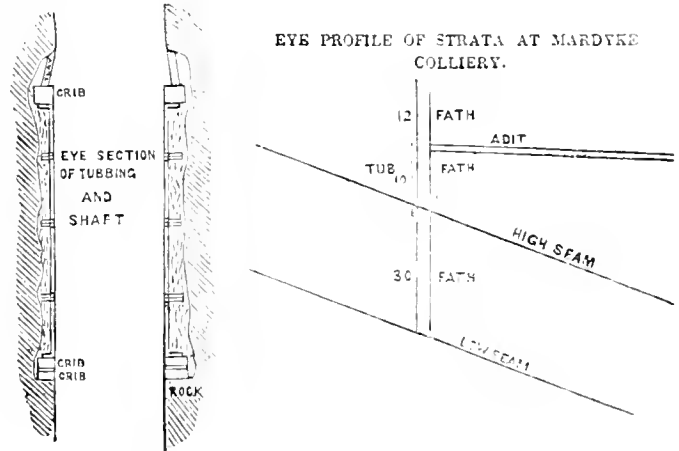 CRIB
EYE SECTION
OF TUBBING
AND
SHAFT
CRIB
CRIB
ROCK
EYE PROFILE OF STRATA AT MARDYKE
COLLIERY.
12 FATH
ADIT
TUB 10 FATH
HIGH SEAM
30 FATH
LOW SEAM